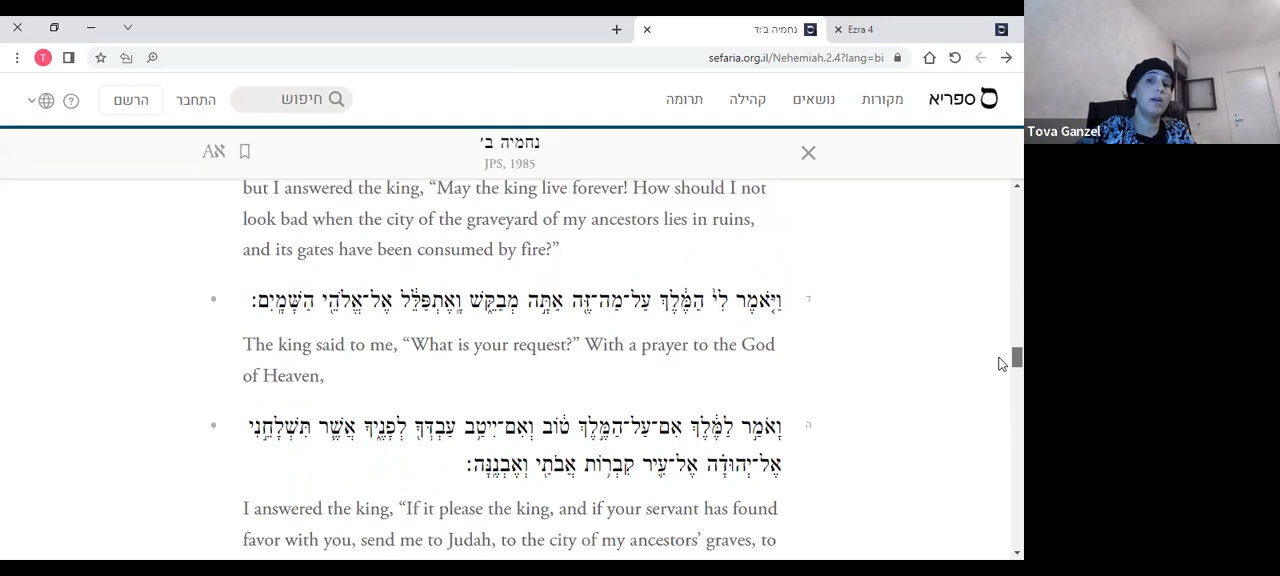 נחמיה ב׳:ד
Ezra 4
sefaria.org.il/Nehemiah.2.4?lang=bi
T
ספריא
מקורות
נושאים
קהילה
תרומה
חיפוש
התחבר
הרשם
Tova Ganzel
נחמיה ב׳
JPS, 1985
Aא
but I answered the king, “May the king live forever! How should I not
look bad when the city of the graveyard of my ancestors lies in ruins,
and its gates have been consumed by fire?”
ד
וַיֹּ֤אמֶר לִי֙ הַמֶּ֔לֶךְ עַל־מַה־זֶּ֖ה אַתָּ֣ה מְבַקֵּ֑שׁ וָֽאֶתְפַּלֵּ֔ל אֶל־אֱלֹהֵ֖י הַשָּׁמָֽיִם׃
The king said to me, “What is your request?” With a prayer to the God
of Heaven,
ה
וָאֹמַ֣ר לַמֶּ֔לֶךְ אִם־עַל־הַמֶּ֣לֶךְ ט֔וֹב וְאִם־יִיטַ֥ב עַבְדְּךָ֖ לְפָנֶ֑יךָ אֲשֶׁ֧ר תִּשְׁלָחֵ֣נִי
אֶל־יְהוּדָ֗ה אֶל־עִ֛יר קִבְר֥וֹת אֲבֹתַ֖י וְאֶבְנֶֽנָּה׃
I answered the king, “If it please the king, and if your servant has found
favor with you, send me to Judah, to the city of my ancestors’ graves, to